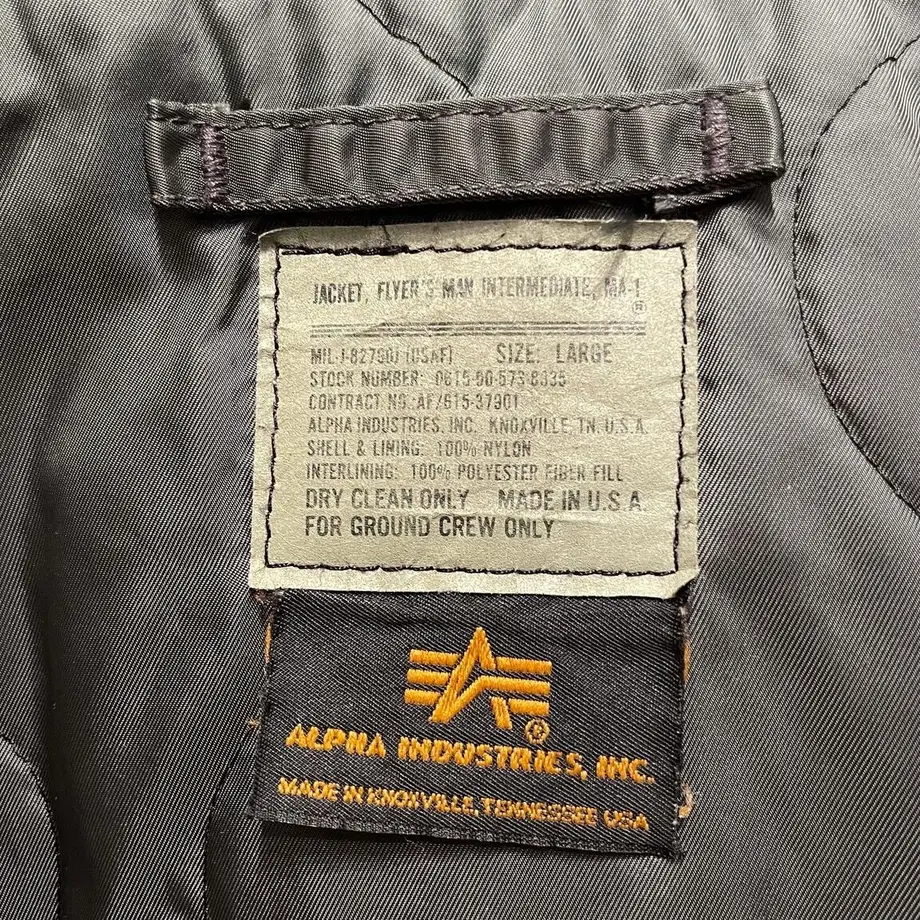 JACKET, FLYER'S MAN INTERMEDIATE, MA-1
®
MIL-J-8279DJ (USAF) SIZE: LARGE
STOCK NUMBER: 0615-00-573-8335
CONTRACT NO.:AF/615-37901
ALPHA INDUSTRIES, INC. KNOXVILLE, TN, U.S.A.
SHELL & LINING: 100% NYLON
INTERLINING: 100% POLYESTER FIBER FILL
DRY CLEAN ONLY MADE IN U.S.A.
FOR GROUND CREW ONLY
®
ALPHA INDUSTRIES, INC.
MADE IN KNOXVILLE, TENNESSEE USA